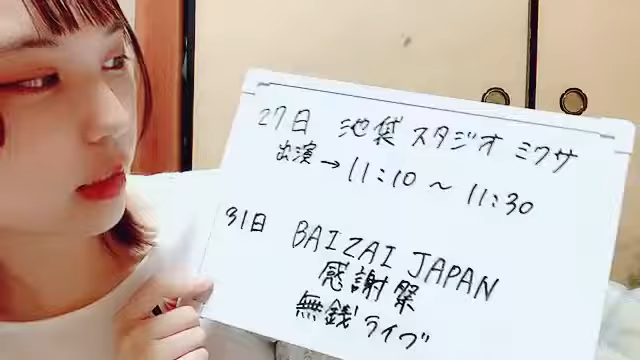 27日 池袋 スタジオ ミクサ
出演→11:10～11:30
31日 BAIZAI JAPAN
感謝祭
無銭ライブ